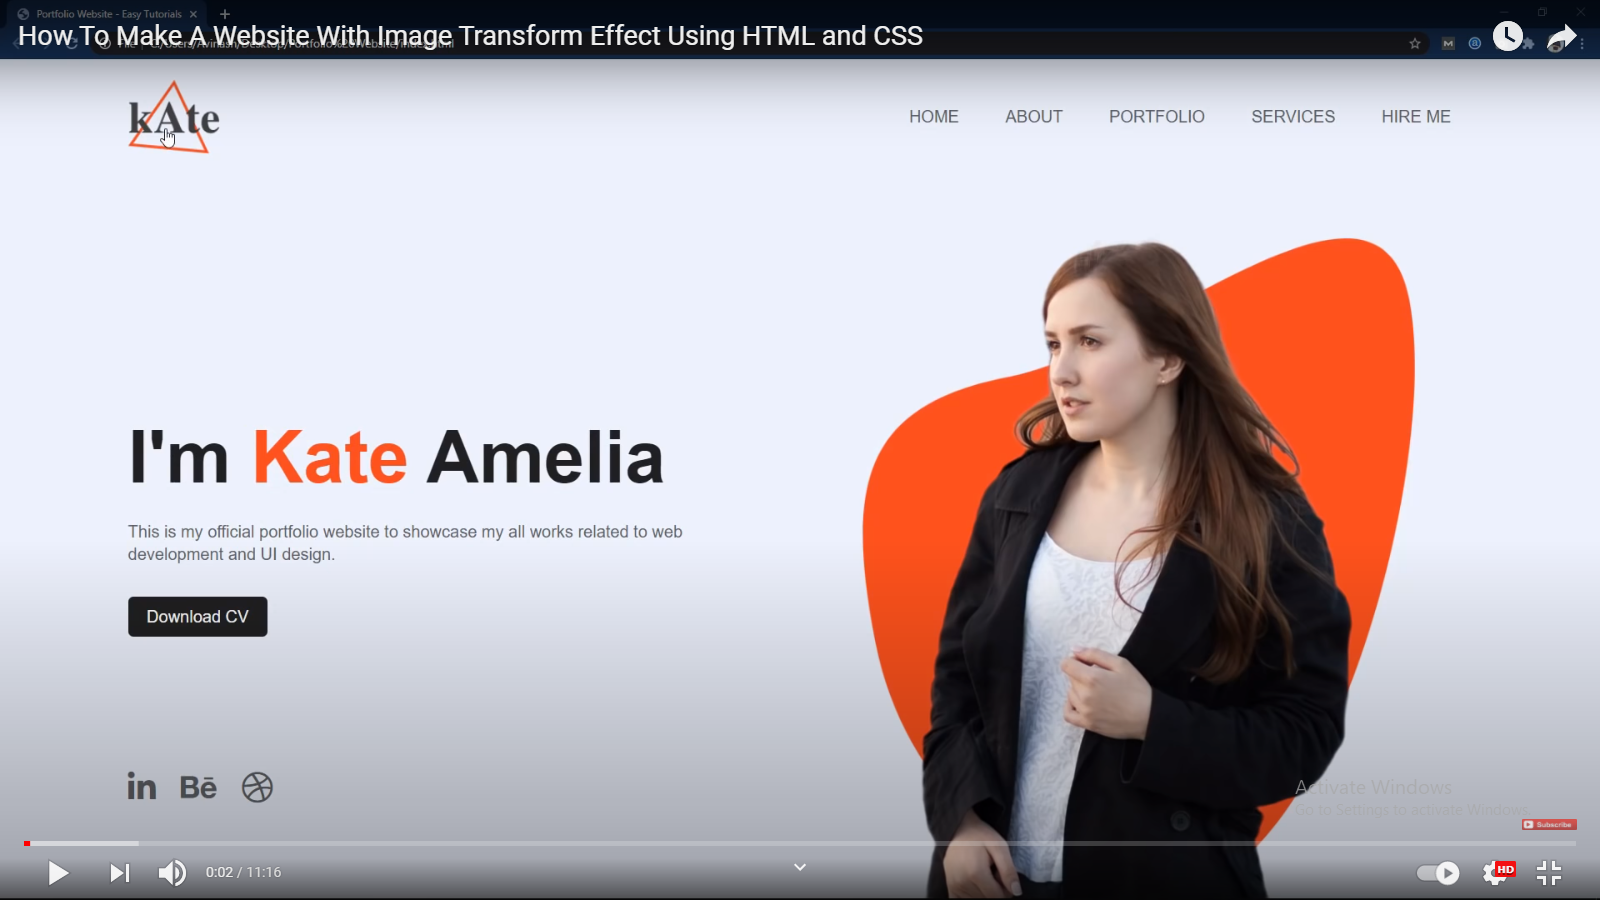 Portfolio Website - Easy Tutorials
How To Make A Website With Image Transform Effect Using HTML and CSS
kAte
HOME ABOUT PORTFOLIO SERVICES HIRE ME
I'm Kate Amelia
This is my official portfolio website to showcase my all works related to web
development and UI design.
Download CV
in Bē
Activate Windows
Go to Settings to activate Windows.
Subscribe
0:02 / 11:16
HD